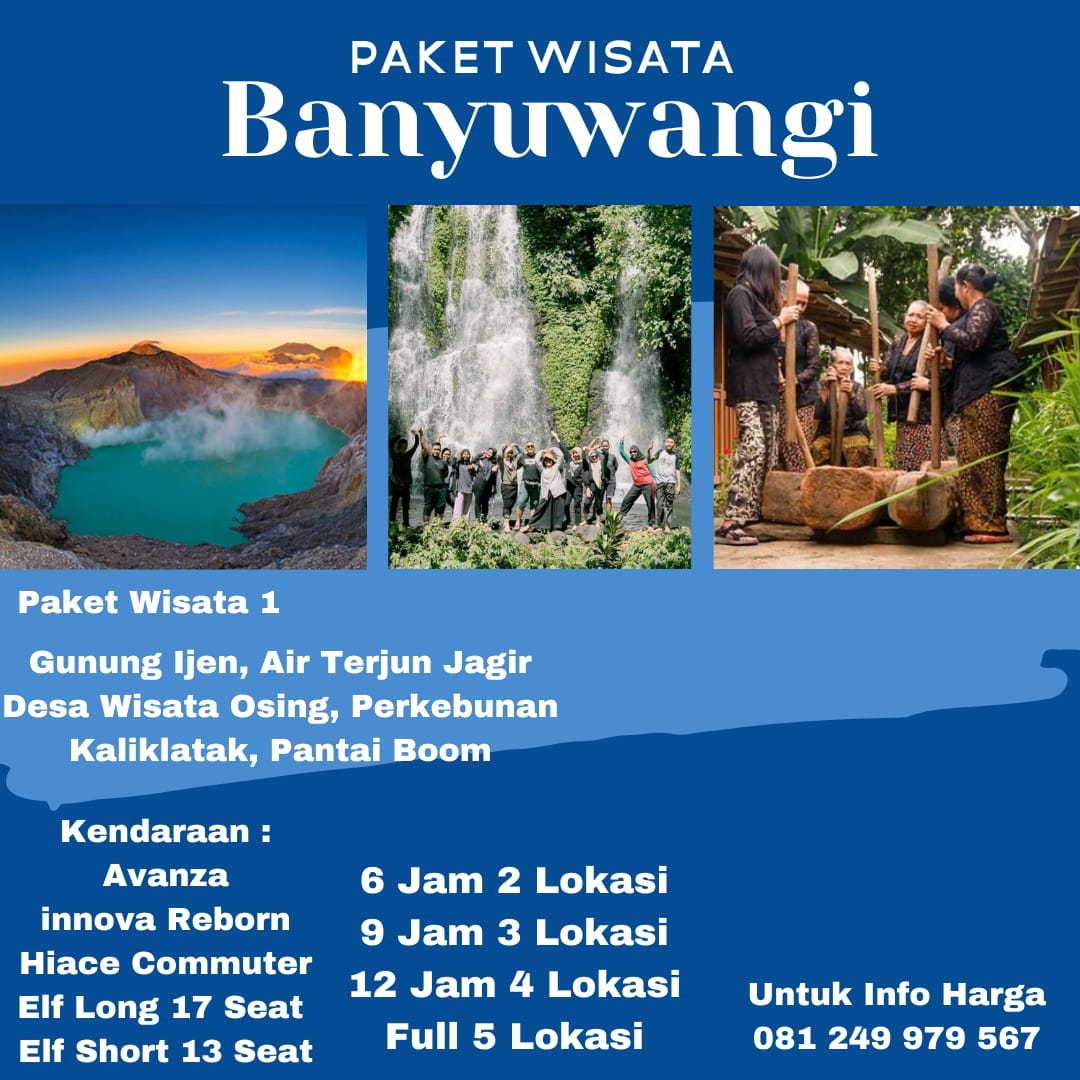 PAKET WISATA
Banyuwangi
Paket Wisata 1
Gunung Ijen, Air Terjun Jagir
Desa Wisata Osing, Perkebunan
Kaliklatak, Pantai Boom
Kendaraan :
Avanza
innova Reborn
Hiace Commuter
Elf Long 17 Seat
Elf Short 13 Seat
6 Jam 2 Lokasi
9 Jam 3 Lokasi
12 Jam 4 Lokasi
Full 5 Lokasi
Untuk Info Harga
081 249 979 567